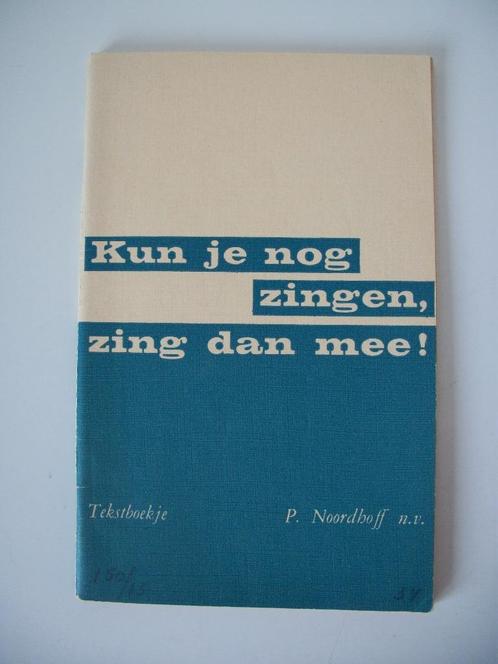 Kun je nog
zingen,
zing dan mee!
Tekstboekje P. Noordhoff n.v.